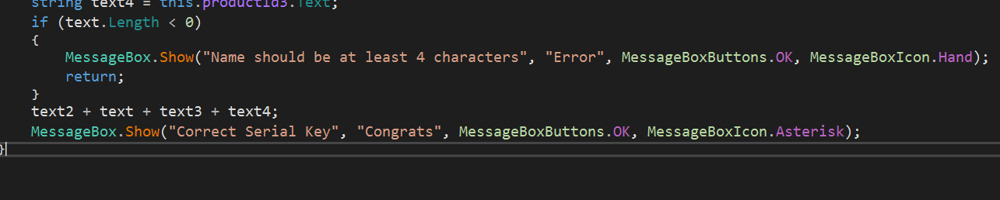 string text4 = this.productId3.Text;
if (text.Length < 0)
{
MessageBox.Show("Name should be at least 4 characters", "Error", MessageBoxButtons.OK, MessageBoxIcon.Hand);
return;
}
text2 + text + text3 + text4;
MessageBox.Show("Correct Serial Key", "Congrats", MessageBoxButtons.OK, MessageBoxIcon.Asterisk);
}